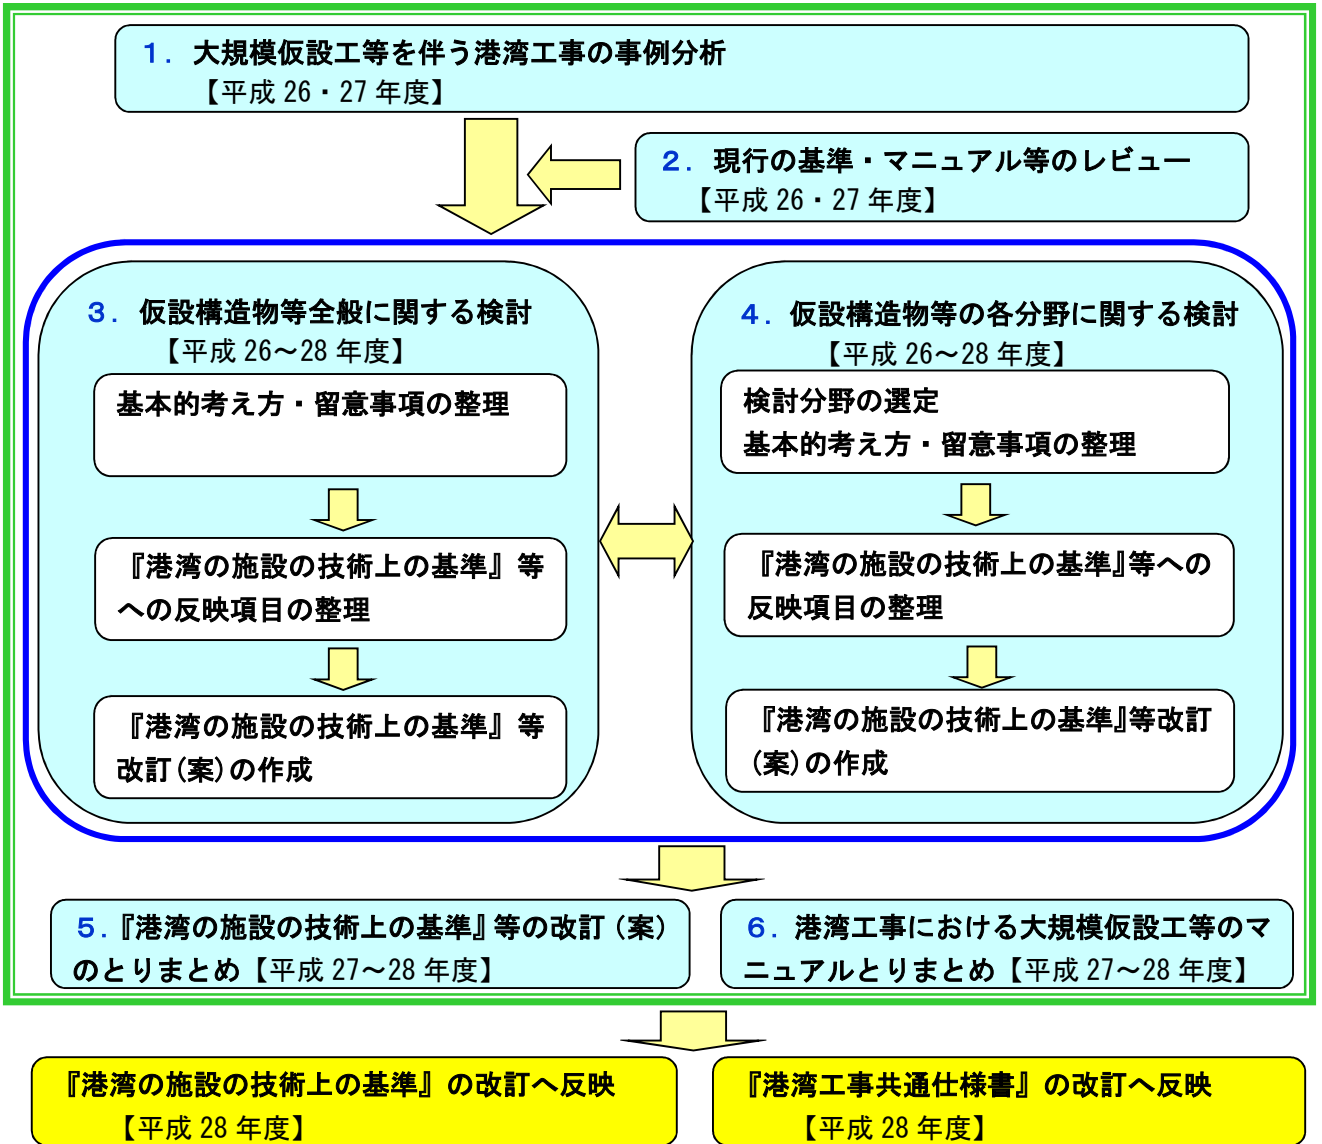 １．大規模仮設工等を伴う港湾工事の事例分析
【平成 26・27 年度】
２．現行の基準・マニュアル等のレビュー
【平成 26・27 年度】
３．仮設構造物等全般に関する検討
【平成 26～28 年度】
基本的考え方・留意事項の整理
『港湾の施設の技術上の基準』等
への反映項目の整理
『港湾の施設の技術上の基準』等
改訂(案)の作成
４．仮設構造物等の各分野に関する検討
【平成 26～28 年度】
検討分野の選定
基本的考え方・留意事項の整理
『港湾の施設の技術上の基準』等への
反映項目の整理
『港湾の施設の技術上の基準』等改訂
(案)の作成
５．『港湾の施設の技術上の基準』等の改訂（案）
のとりまとめ【平成 27～28 年度】
６．港湾工事における大規模仮設工等のマ
ニュアルとりまとめ【平成 27～28 年度】
『港湾の施設の技術上の基準』の改訂へ反映
【平成 28 年度】
『港湾工事共通仕様書』の改訂へ反映
【平成 28 年度】